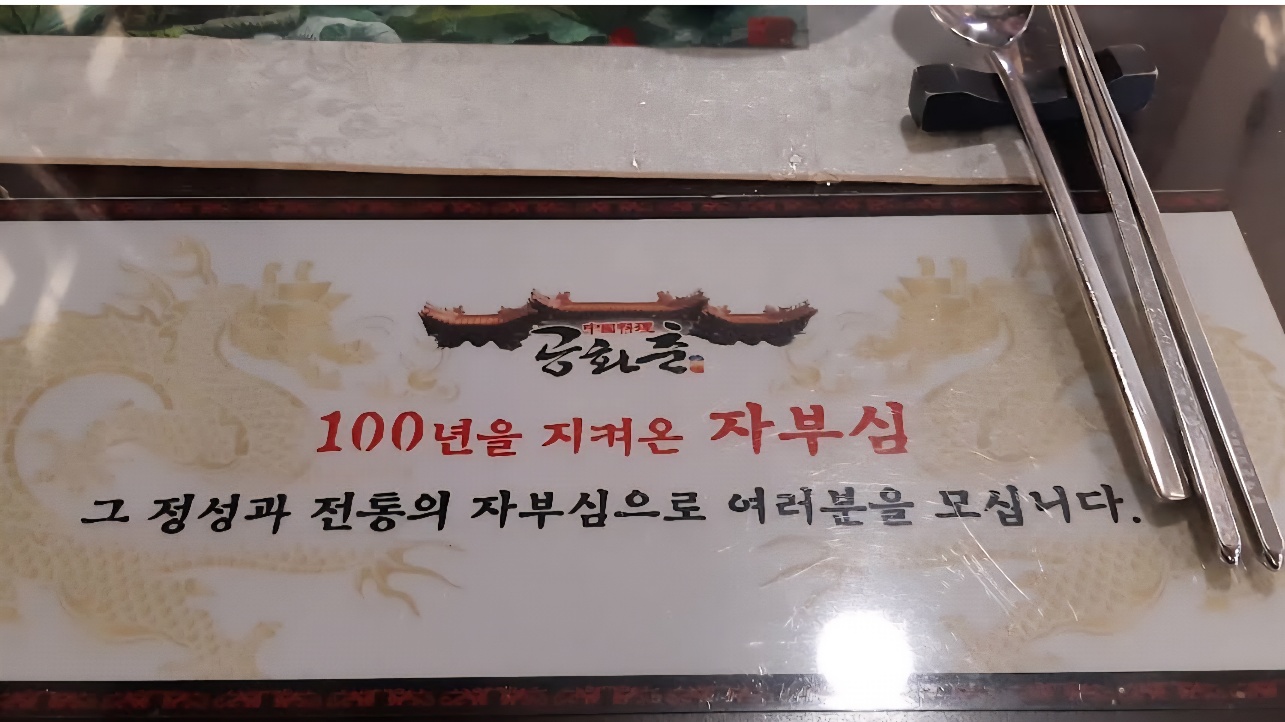 中國料理
공화춘
100년을 지켜온 자부심
그 정성과 전통의 자부심으로 여러분을 모십니다.